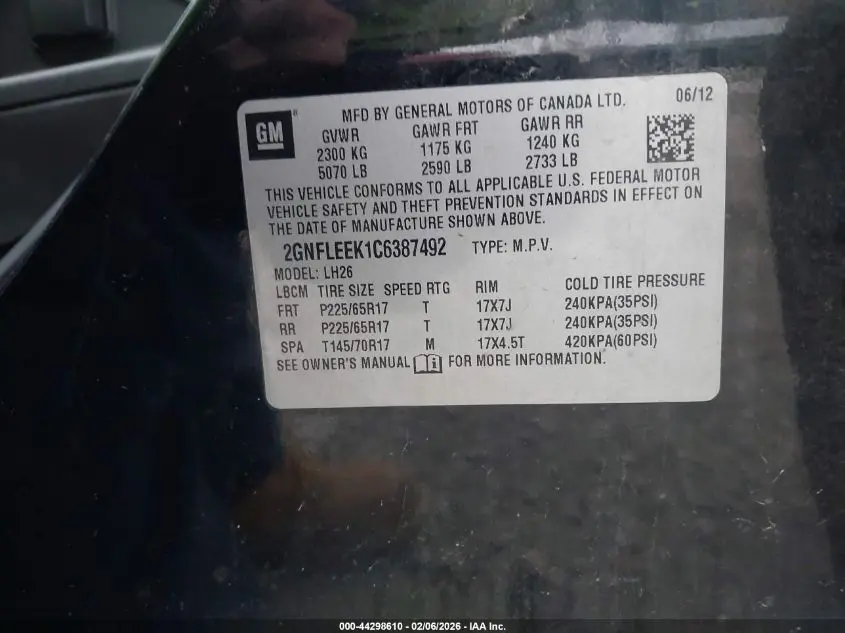 GM
MFD BY GENERAL MOTORS OF CANADA LTD. 06/12
GVWR GAWR FRT GAWR RR
2300 KG 1175 KG 1240 KG
5070 LB 2590 LB 2733 LB
THIS VEHICLE CONFORMS TO ALL APPLICABLE U.S. FEDERAL MOTOR
VEHICLE SAFETY AND THEFT PREVENTION STANDARDS IN EFFECT ON
THE DATE OF MANUFACTURE SHOWN ABOVE.
2GNFLEEK1C6387492 TYPE: M.P.V.
MODEL: LH26
LBCM TIRE SIZE SPEED RTG RIM COLD TIRE PRESSURE
FRT P225/65R17 T 17X7J 240KPA(35PSI)
RR P225/65R17 T 17X7J 240KPA(35PSI)
SPA T145/70R17 M 17X4.5T 420KPA(60PSI)
SEE OWNER'S MANUAL FOR MORE INFORMATION.
000-44298610 - 02/06/2026 - IAA Inc.